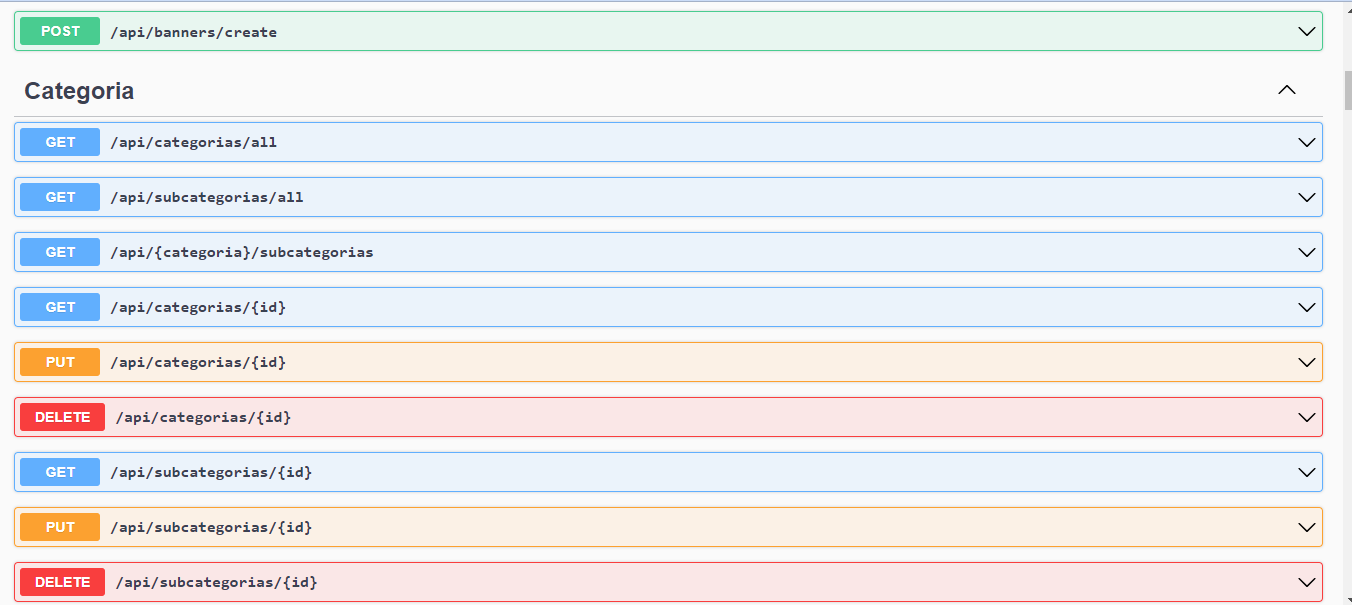 POST /api/banners/create
Categoria
GET /api/categorias/all
GET /api/subcategorias/all
GET /api/{categoria}/subcategorias
GET /api/categorias/{id}
PUT /api/categorias/{id}
DELETE /api/categorias/{id}
GET /api/subcategorias/{id}
PUT /api/subcategorias/{id}
DELETE /api/subcategorias/{id}